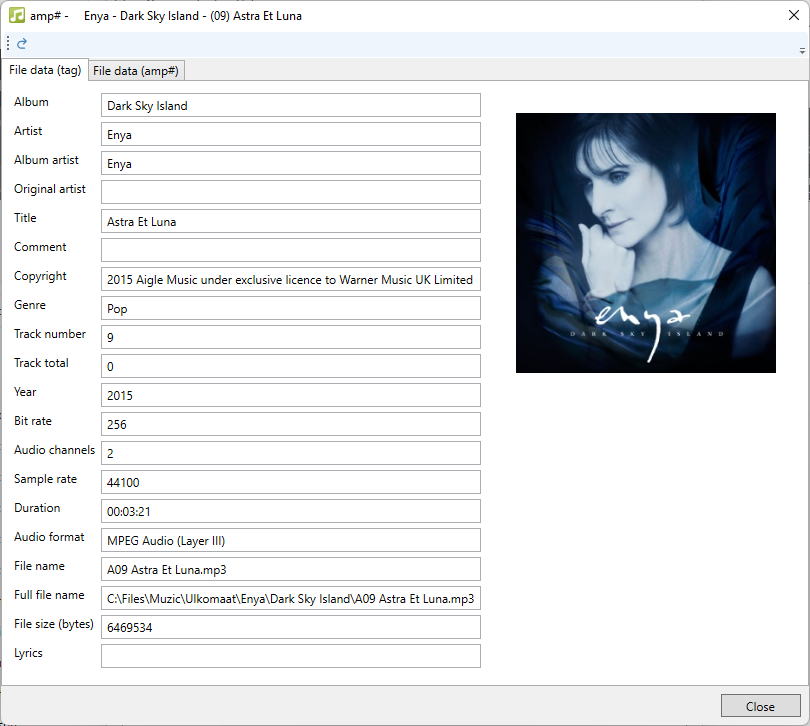 amp# - Enya - Dark Sky Island - (09) Astra Et Luna
File data (tag) File data (amp#)
Album Dark Sky Island
Artist Enya
Album artist Enya
Original artist
Title Astra Et Luna
Comment
Copyright 2015 Aigle Music under exclusive licence to Warner Music UK Limited
Genre Pop
Track number 9
Track total 0
Year 2015
Bit rate 256
Audio channels 2
Sample rate 44100
Duration 00:03:21
Audio format MPEG Audio (Layer III)
File name A09 Astra Et Luna.mp3
Full file name C:\Files\Muzic\Ulkomaat\Enya\Dark Sky Island\A09 Astra Et Luna.mp3
File size (bytes) 6469534
Lyrics
enya
DARK SKY ISLAND
Close